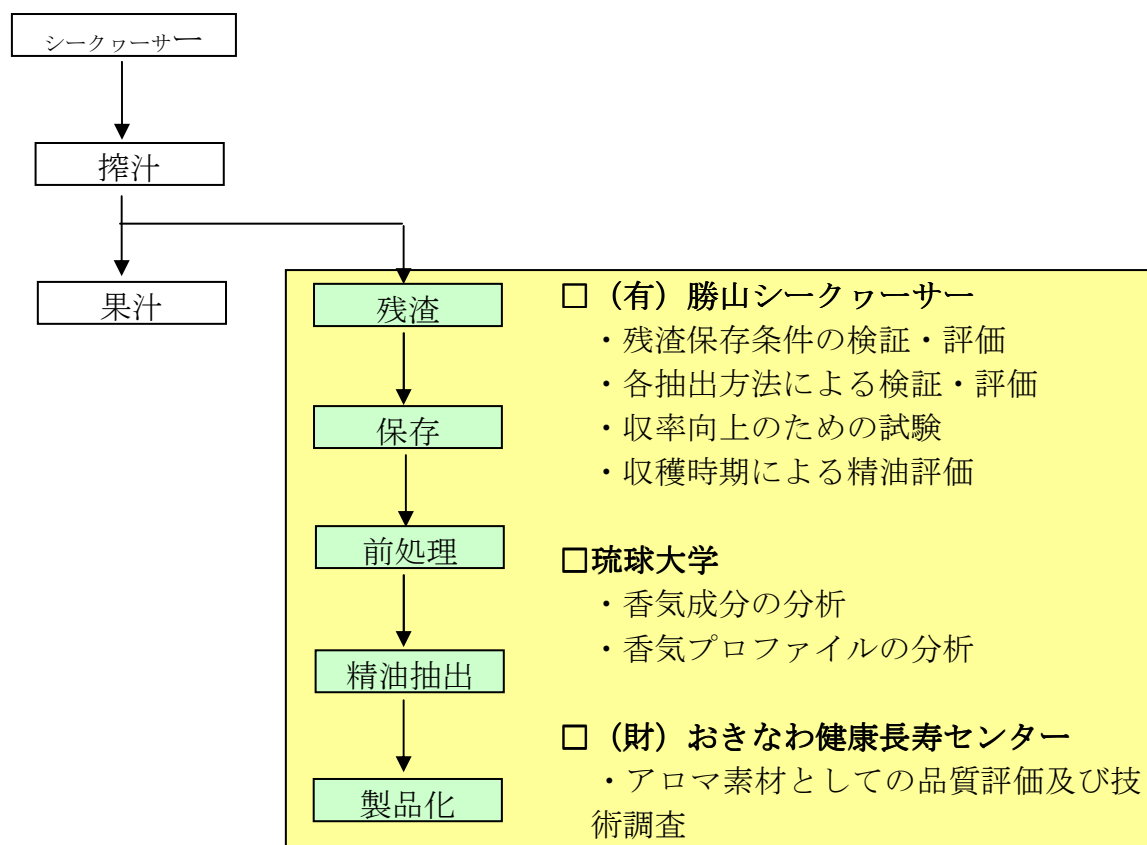 シークヮーサー
搾汁
果汁
残渣
保存
前処理
精油抽出
製品化
□（有）勝山シークヮーサー
・残渣保存条件の検証・評価
・各抽出方法による検証・評価
・収率向上のための試験
・収穫時期による精油評価
□琉球大学
・香気成分の分析
・香気プロファイルの分析
□（財）おきなわ健康長寿センター
・アロマ素材としての品質評価及び技
術調査